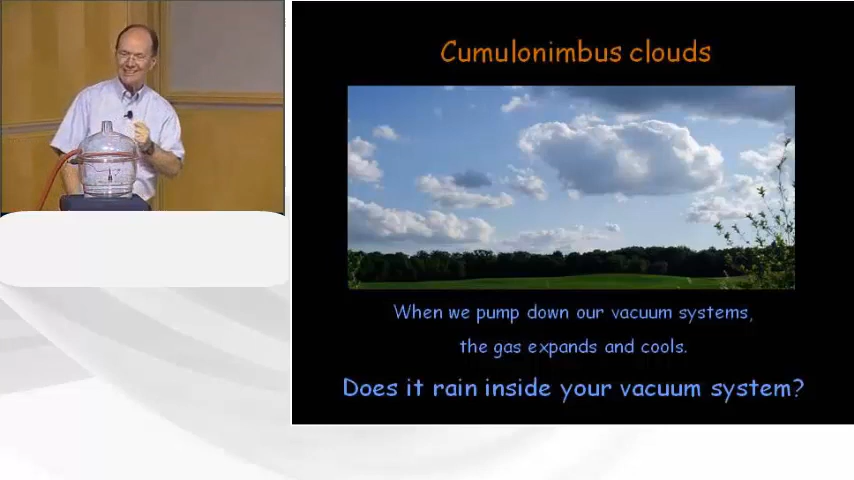 Cumulonimbus clouds
When we pump down our vacuum systems,
the gas expands and cools.
Does it rain inside your vacuum system?